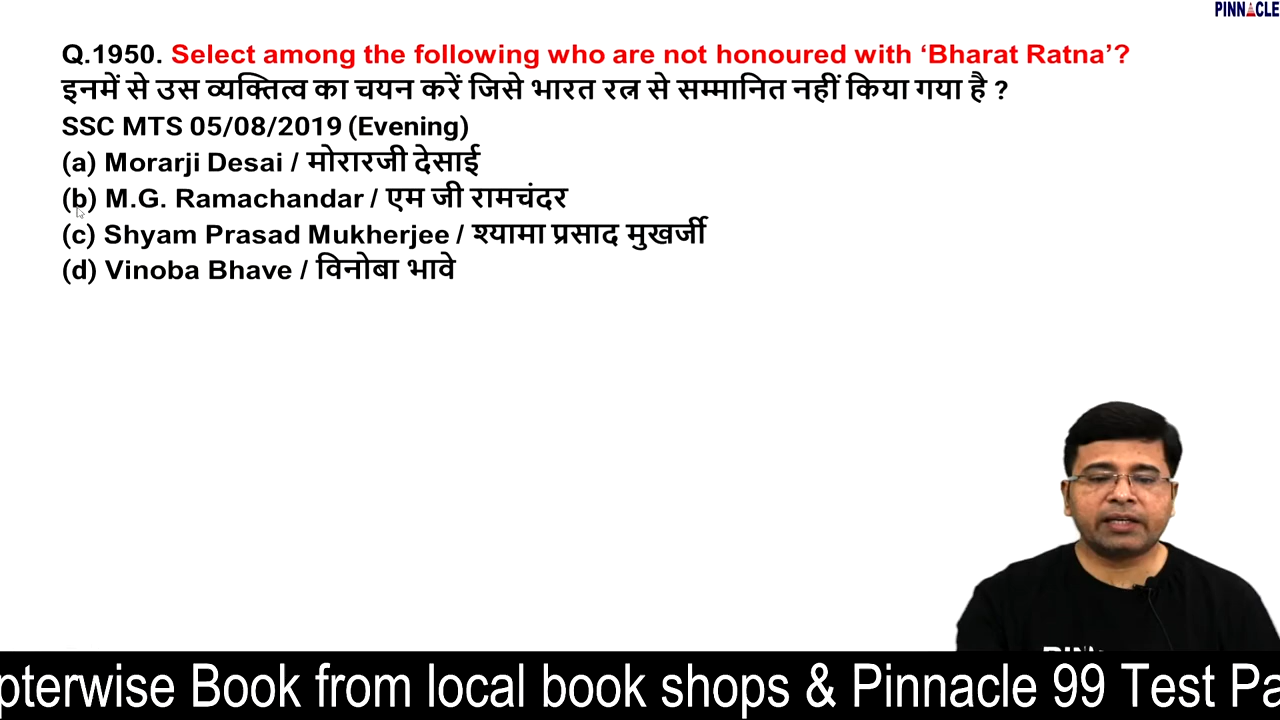 PINNACLE
Q.1950. Select among the following who are not honoured with ‘Bharat Ratna’?
इनमें से उस व्यक्तित्व का चयन करें जिसे भारत रत्न से सम्मानित नहीं किया गया है ?
SSC MTS 05/08/2019 (Evening)
(a) Morarji Desai / मोरारजी देसाई
(b) M.G. Ramachandar / एम जी रामचंदर
(c) Shyam Prasad Mukherjee / श्यामा प्रसाद मुखर्जी
(d) Vinoba Bhave / विनोबा भावे
pterwise Book from local book shops & Pinnacle 99 Test Pa